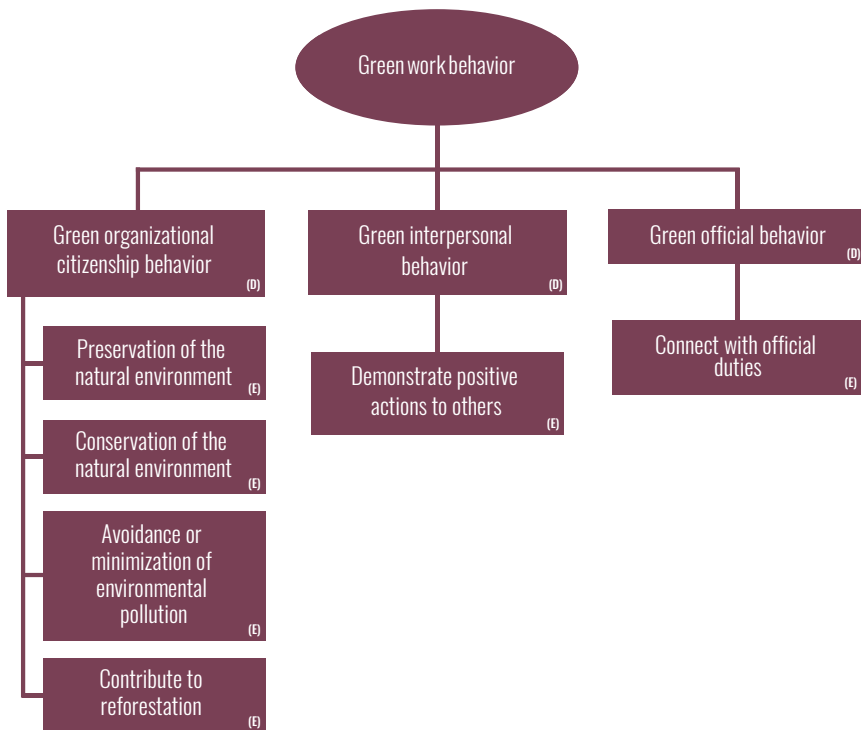 Green work behavior
Green organizational
citizenship behavior
(D)
Green interpersonal
behavior
(D)
Green official behavior
(D)
Preservation of the
natural environment
(E)
Conservation of the
natural environment
(E)
Avoidance or
minimization of
environmental
pollution
(E)
Contribute to
reforestation
(E)
Demonstrate positive
actions to others
(E)
Connect with official
duties
(E)